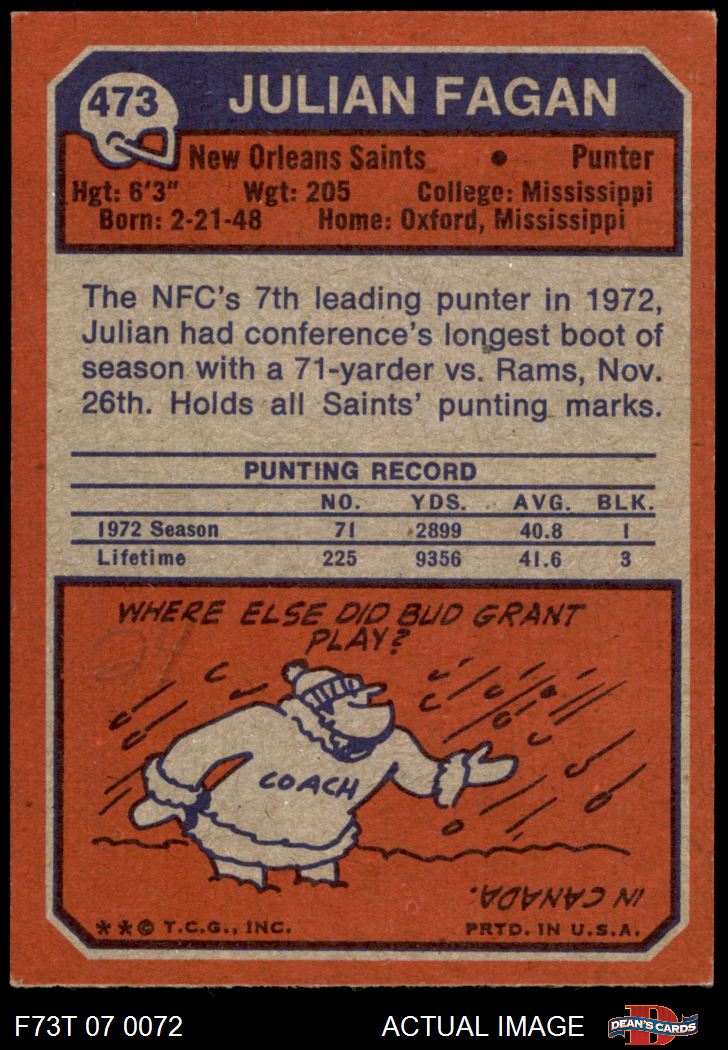 473
JULIAN FAGAN
New Orleans Saints • Punter
Hgt: 6'3" Wgt: 205 College: Mississippi
Born: 2-21-48 Home: Oxford, Mississippi
The NFC's 7th leading punter in 1972,
Julian had conference's longest boot of
season with a 71-yarder vs. Rams, Nov.
26th. Holds all Saints' punting marks.
PUNTING RECORD
NO. YDS. AVG. BLK.
1972 Season 71 2899 40.8 1
Lifetime 225 9356 41.6 3
WHERE ELSE DID BUD GRANT
PLAY?
24
COACH
IN CANADA.
**© T.C.G., INC. PRTD. IN U.S.A.
F73T 07 0072 ACTUAL IMAGE
D
DEAN'S CARDS